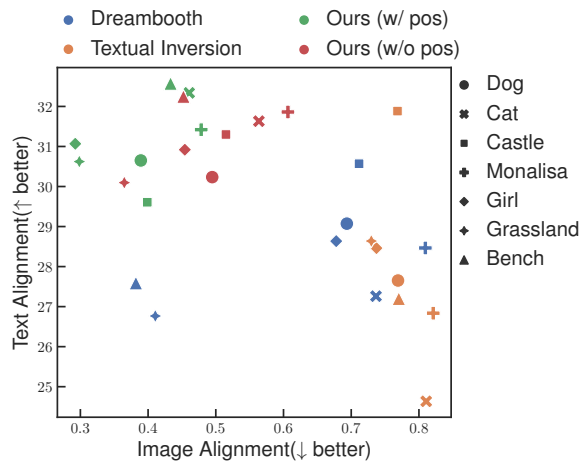 Dreambooth
Textual Inversion
Ours (w/ pos)
Ours (w/o pos)
Dog
Cat
Castle
Monalisa
Girl
Grassland
Bench
Text Alignment(↑ better)
32
31
30
29
28
27
26
25
0.3 0.4 0.5 0.6 0.7 0.8
Image Alignment(↓ better)